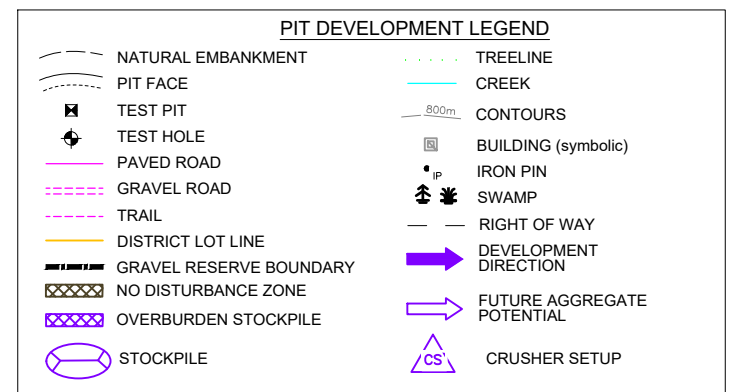 PIT DEVELOPMENT LEGEND
NATURAL EMBANKMENT
PIT FACE
TEST PIT
TEST HOLE
PAVED ROAD
GRAVEL ROAD
TRAIL
DISTRICT LOT LINE
GRAVEL RESERVE BOUNDARY
NO DISTURBANCE ZONE
OVERBURDEN STOCKPILE
STOCKPILE
TREELINE
CREEK
800m CONTOURS
BUILDING (symbolic)
IP IRON PIN
SWAMP
RIGHT OF WAY
DEVELOPMENT
DIRECTION
FUTURE AGGREGATE
POTENTIAL
CS CRUSHER SETUP